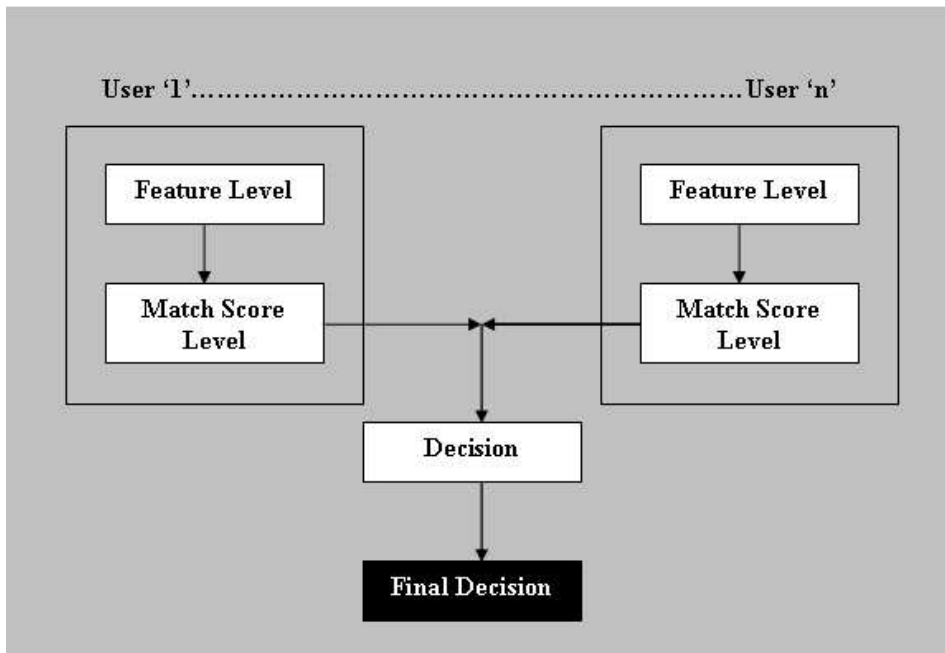 User ‘1’……………………………………………………User ‘n’
Feature Level
Match Score
Level
Feature Level
Match Score
Level
Decision
Final Decision